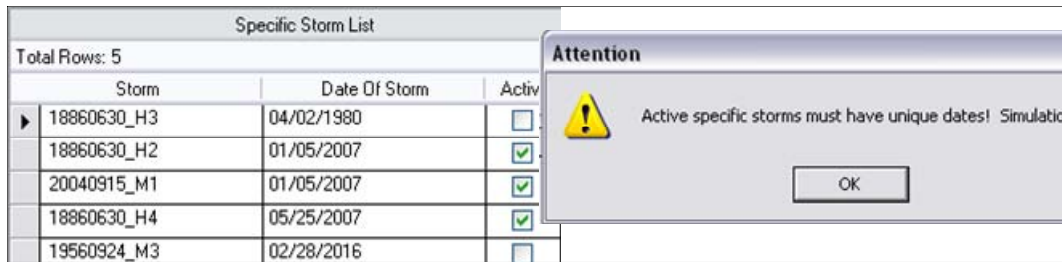 Specific Storm List
Total Rows: 5
Storm Date Of Storm Activ
18860630_H3 04/02/1980
18860630_H2 01/05/2007
20040915_M1 01/05/2007
18860630_H4 05/25/2007
19560924_M3 02/28/2016
Attention
Active specific storms must have unique dates! Simulatio
OK